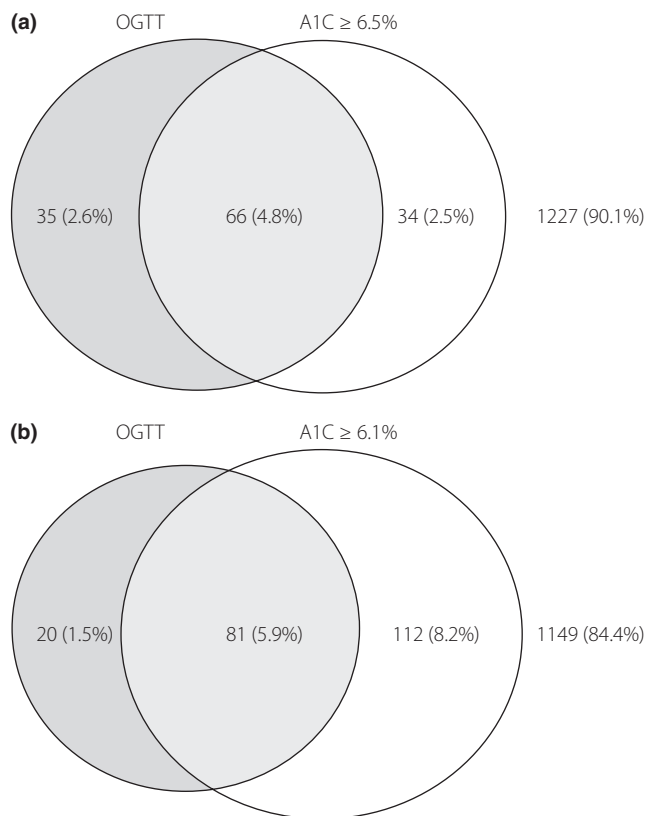 (a) OGTT A1C ≥ 6.5%
35 (2.6%) 66 (4.8%) 34 (2.5%) 1227 (90.1%)
(b) OGTT A1C ≥ 6.1%
20 (1.5%) 81 (5.9%) 112 (8.2%) 1149 (84.4%)